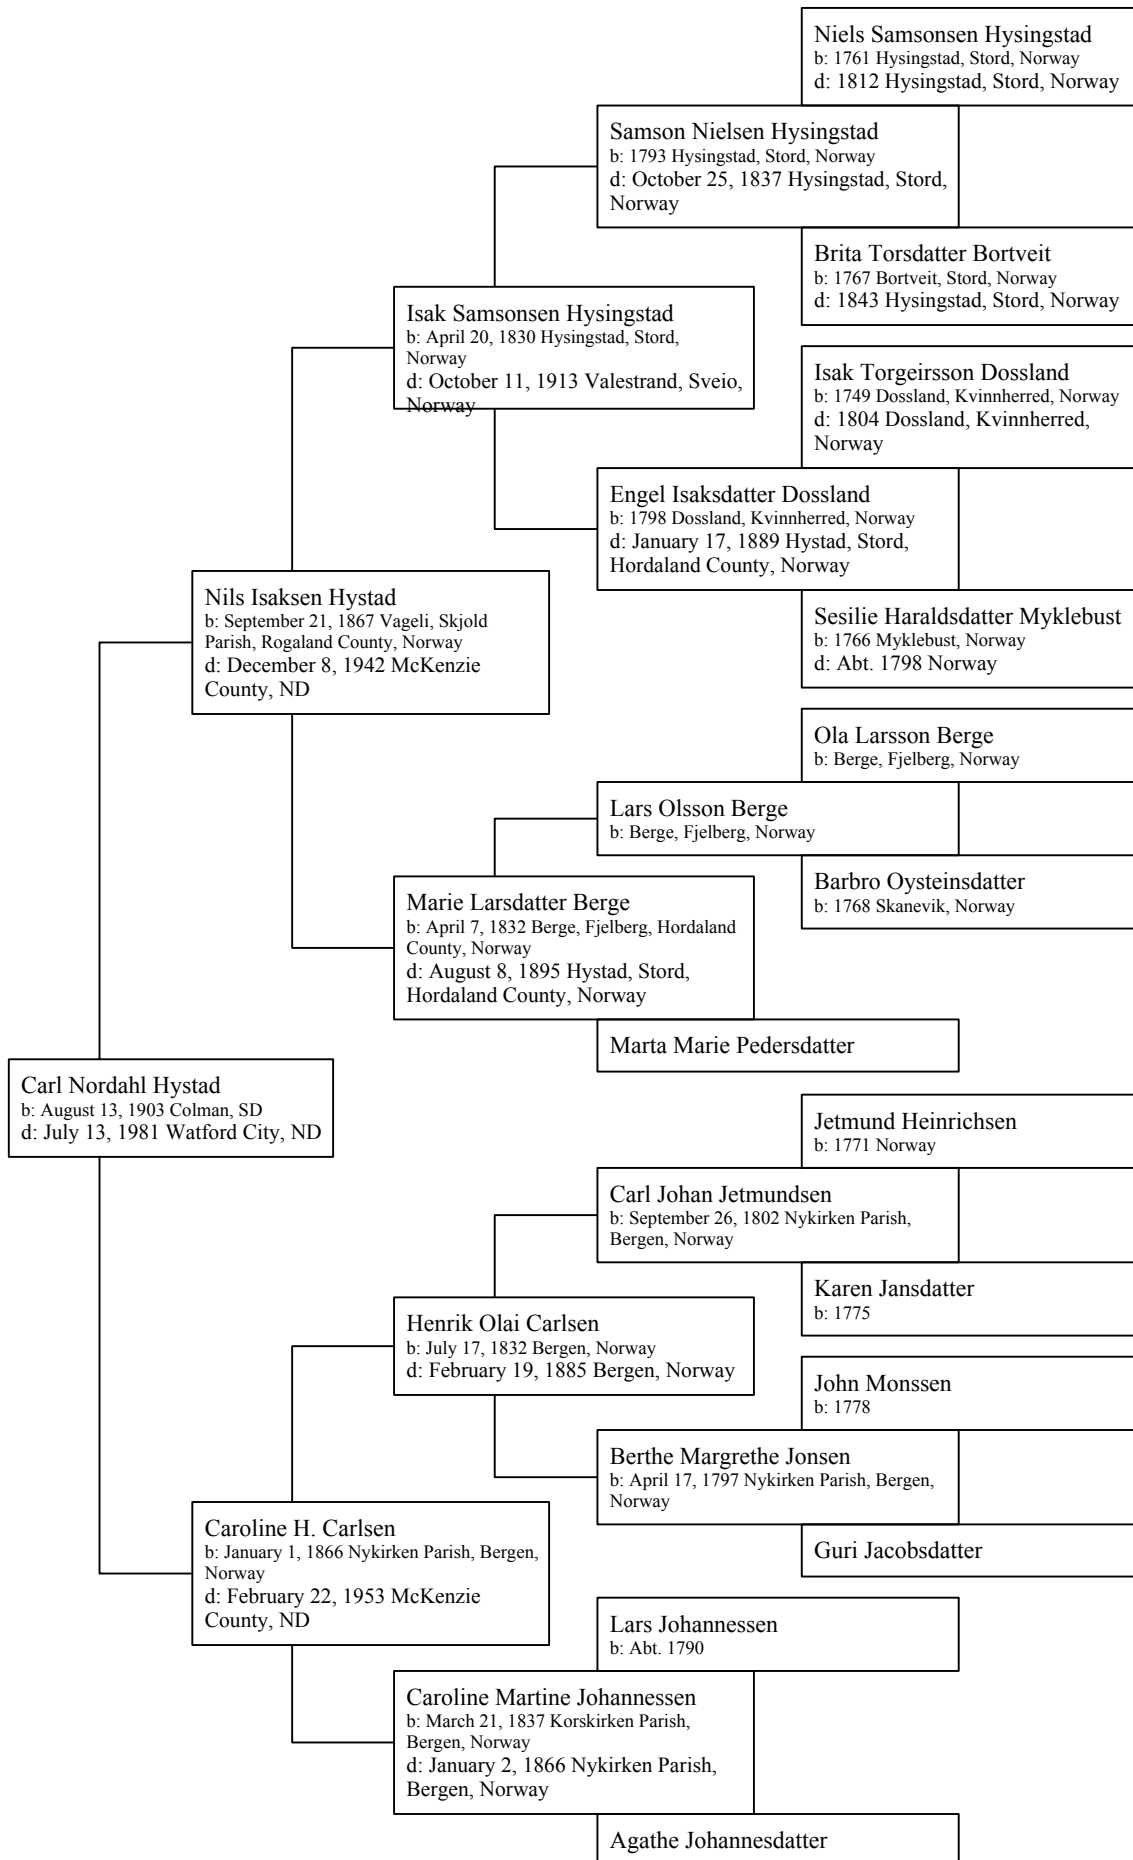 Niels Samsonsen Hysingstad
b: 1761 Hysingstad, Stord, Norway
d: 1812 Hysingstad, Stord, Norway
Samson Nielsen Hysingstad
b: 1793 Hysingstad, Stord, Norway
d: October 25, 1837 Hysingstad, Stord,
Norway
Brita Torsdatter Bortveit
b: 1767 Bortveit, Stord, Norway
d: 1843 Hysingstad, Stord, Norway
Isak Samsonsen Hysingstad
b: April 20, 1830 Hysingstad, Stord,
Norway
d: October 11, 1913 Valestrand, Sveio,
Norway
Isak Torgeirsson Dossland
b: 1749 Dossland, Kvinnherred, Norway
d: 1804 Dossland, Kvinnherred,
Norway
Engel Isaksdatter Dossland
b: 1798 Dossland, Kvinnherred, Norway
d: January 17, 1889 Hystad, Stord,
Hordaland County, Norway
Sesilie Haraldsdatter Myklebust
b: 1766 Myklebust, Norway
d: Abt. 1798 Norway
Nils Isaksen Hystad
b: September 21, 1867 Vageli, Skjold
Parish, Rogaland County, Norway
d: December 8, 1942 McKenzie
County, ND
Ola Larsson Berge
b: Berge, Fjelberg, Norway
Lars Olsson Berge
b: Berge, Fjelberg, Norway
Barbro Oysteinsdatter
b: 1768 Skanevik, Norway
Marie Larsdatter Berge
b: April 7, 1832 Berge, Fjelberg, Hordaland
County, Norway
d: August 8, 1895 Hystad, Stord,
Hordaland County, Norway
Marta Marie Pedersdatter
Carl Nordahl Hystad
b: August 13, 1903 Colman, SD
d: July 13, 1981 Watford City, ND
Jetmund Heinrichsen
b: 1771 Norway
Carl Johan Jetmundsen
b: September 26, 1802 Nykirken Parish,
Bergen, Norway
Karen Jansdatter
b: 1775
Henrik Olai Carlsen
b: July 17, 1832 Bergen, Norway
d: February 19, 1885 Bergen, Norway
John Monssen
b: 1778
Berthe Margrethe Jonsen
b: April 17, 1797 Nykirken Parish, Bergen,
Norway
Guri Jacobsdatter
Caroline H. Carlsen
b: January 1, 1866 Nykirken Parish, Bergen,
Norway
d: February 22, 1953 McKenzie
County, ND
Lars Johannessen
b: Abt. 1790
Caroline Martine Johannessen
b: March 21, 1837 Korskirken Parish,
Bergen, Norway
d: January 2, 1866 Nykirken Parish,
Bergen, Norway
Agathe Johannesdatter